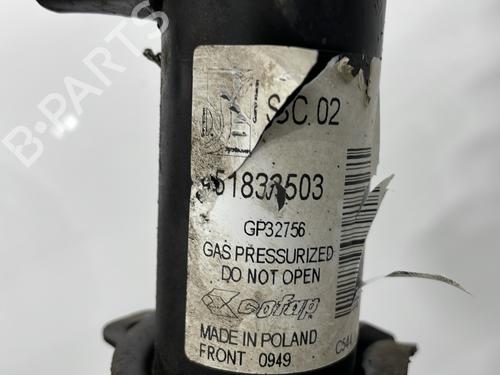 B-PARTS
SC. 02
51833503
GP32756
GAS PRESSURIZED
DO NOT OPEN
cofap
MADE IN POLAND
FRONT 0949